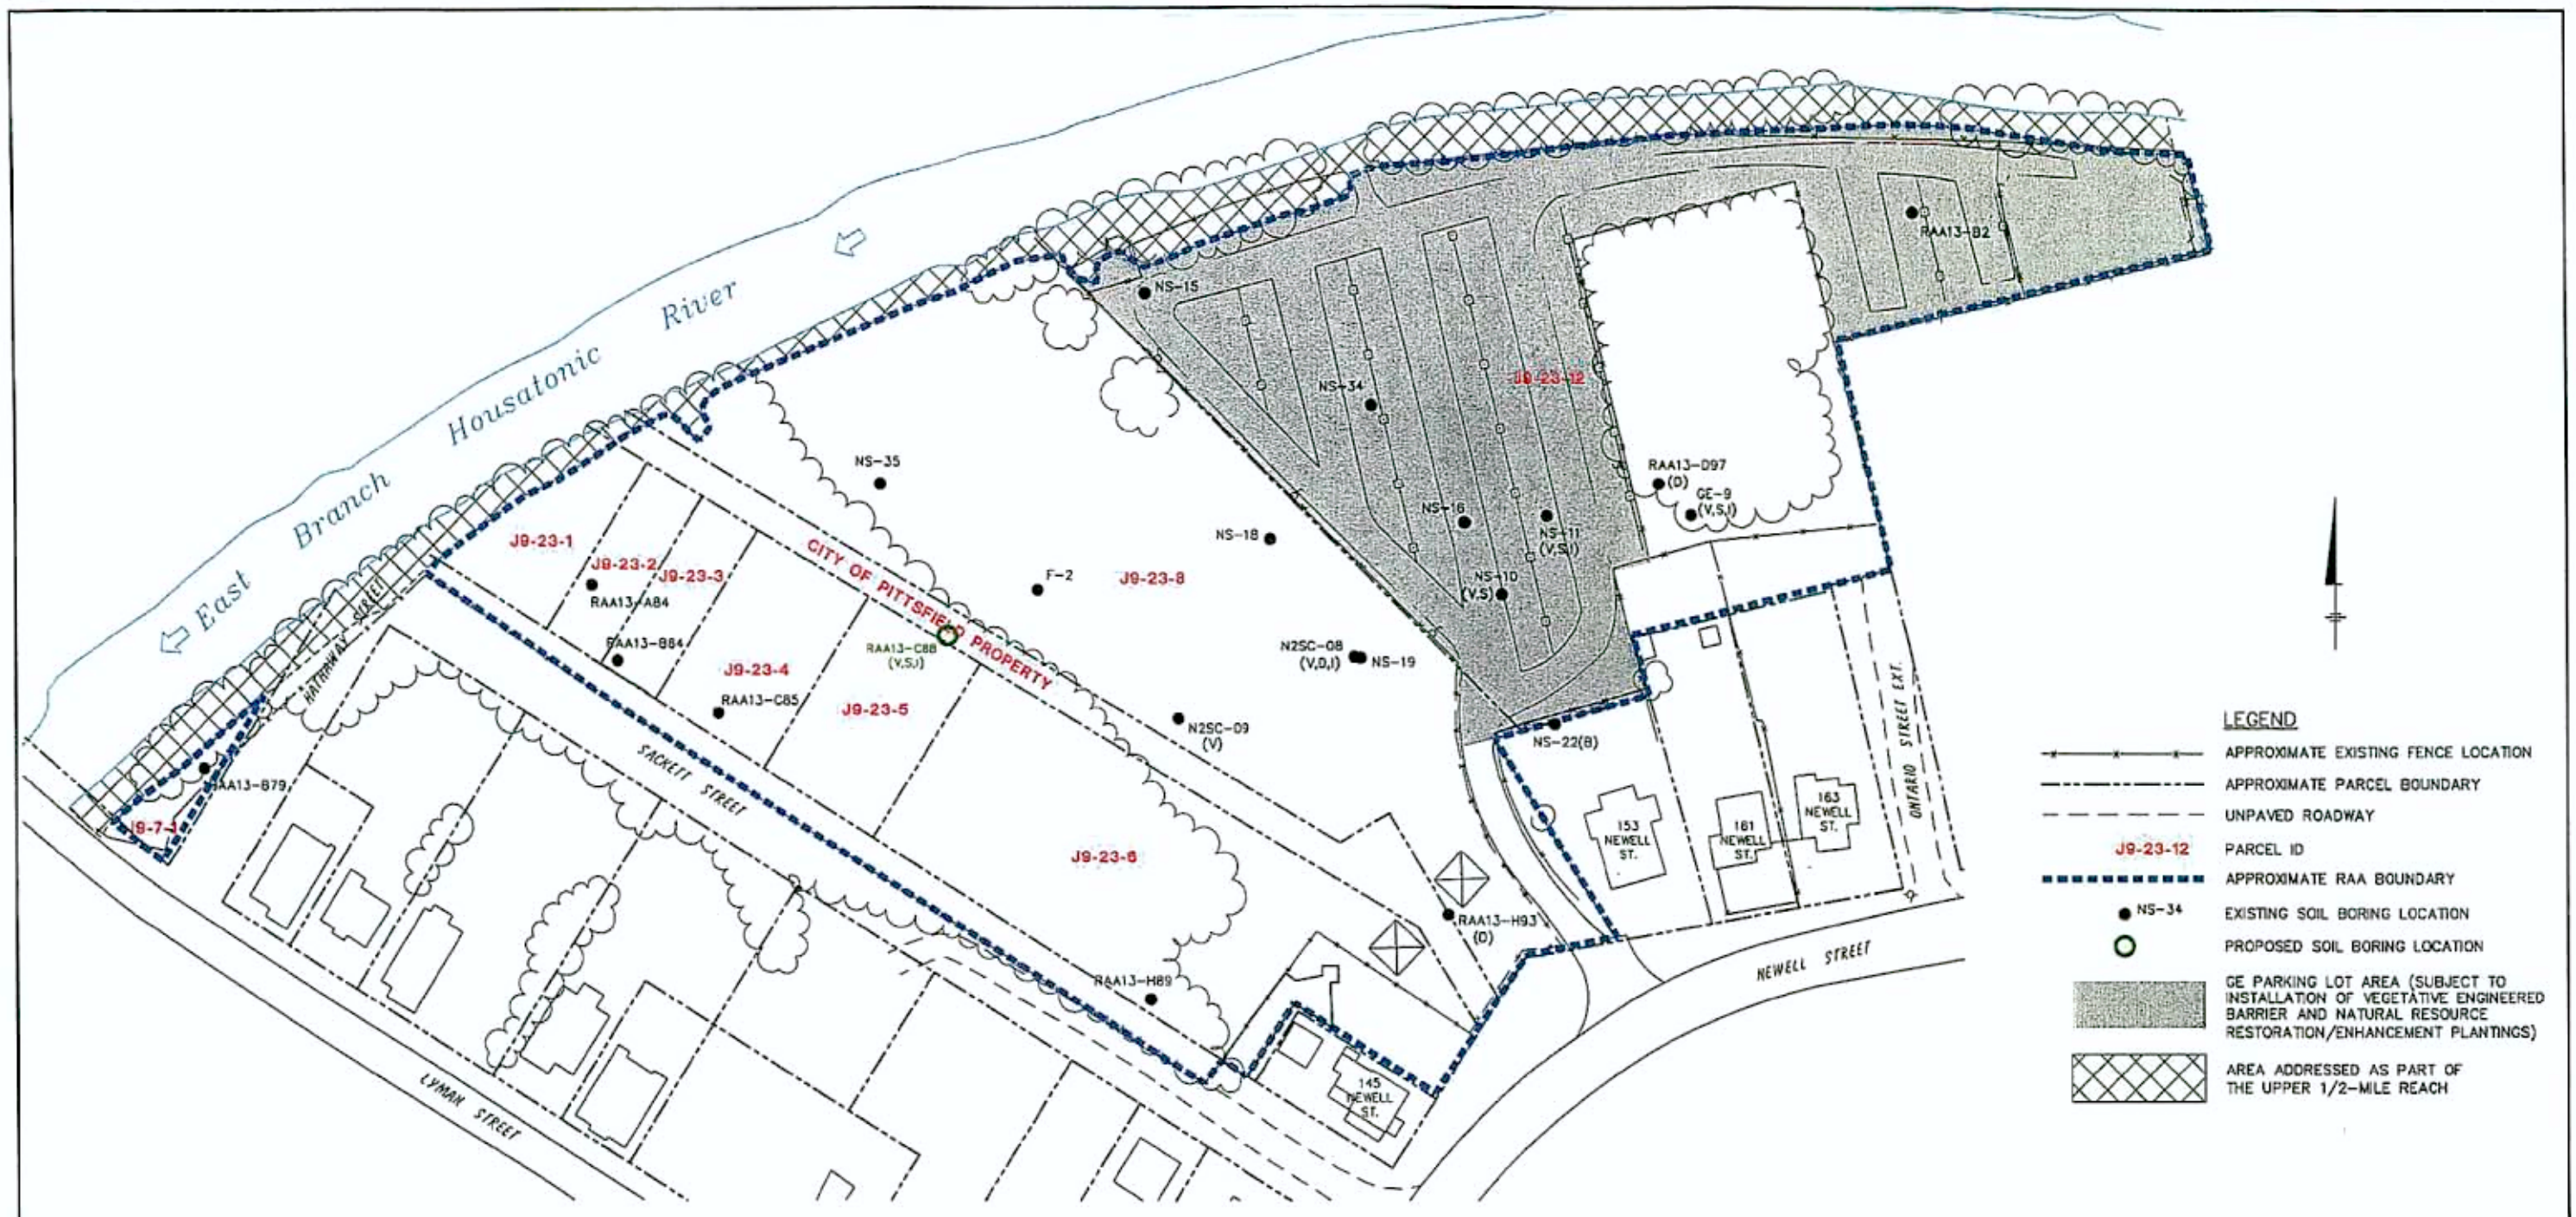 East Branch Housatonic River
RAA13-B2
NS-15
NS-34
J9-23-12
NS-35
RAA13-D97
(D)
GE-9
(V,S,I)
NS-16
NS-11
(V,S,I)
NS-18
J9-23-1
J9-23-2
J9-23-3
CITY OF PITTSFIELD PROPERTY
F-2
J9-23-8
NS-10
(V,S)
RAA13-A84
RAA13-B84
RAA13-C88
(V,S,I)
N2SC-08
(V,D,I)
NS-19
HATHAWAY STREET
J9-23-4
RAA13-C85
J9-23-5
N2SC-09
(V)
NS-22(B)
SACKETT STREET
RAA13-B79
J9-7-1
J9-23-6
153
NEWELL
ST.
161
NEWELL
ST.
163
NEWELL
ST.
ONTARIO STREET EXT.
RAA13-H93
(D)
NEWELL STREET
RAA13-H89
LYMAN STREET
145
NEWELL
ST.
LEGEND
APPROXIMATE EXISTING FENCE LOCATION
APPROXIMATE PARCEL BOUNDARY
UNPAVED ROADWAY
J9-23-12 PARCEL ID
APPROXIMATE RAA BOUNDARY
NS-34 EXISTING SOIL BORING LOCATION
PROPOSED SOIL BORING LOCATION
GE PARKING LOT AREA (SUBJECT TO
INSTALLATION OF VEGETATIVE ENGINEERED
BARRIER AND NATURAL RESOURCE
RESTORATION/ENHANCEMENT PLANTINGS)
AREA ADDRESSED AS PART OF
THE UPPER 1/2-MILE REACH